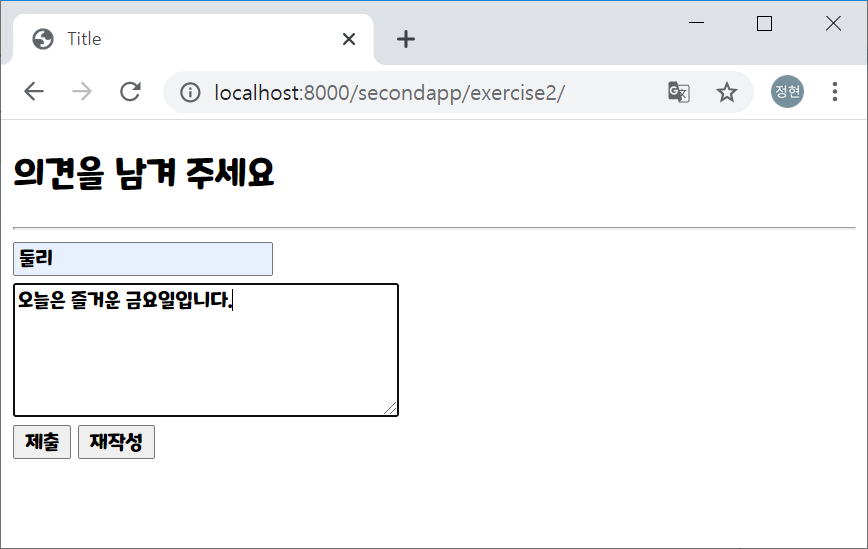 Title
localhost:8000/secondapp/exercise2/
정현
의견을 남겨 주세요
둘리
오늘은 즐거운 금요일입니다.
제출 재작성